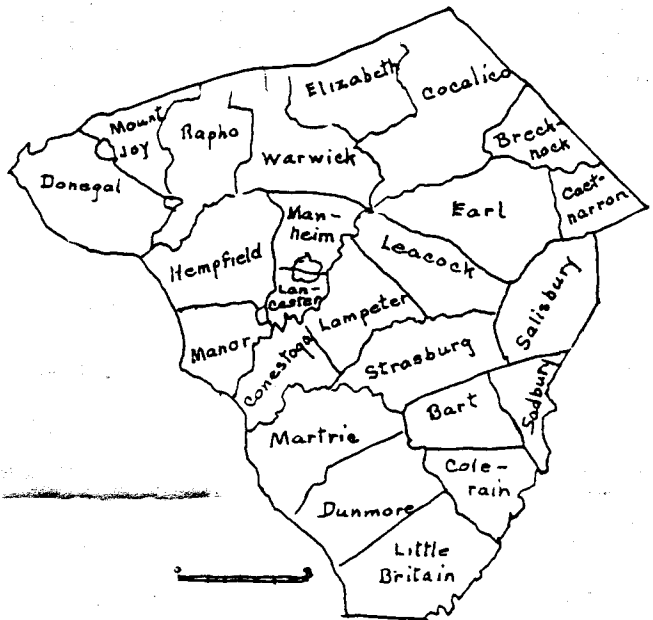 Elizabeth
Cocalico
Mount
Joy
Rapho
Warwick
Breck-
nock
Donegal
Caer-
narron
Earl
Man-
heim
Leacock
Hempfield
Lan-
caster
Lampeter
Salisbury
Manor
Conestoga
Strasburg
Sadbury
Bart
Martric
Cole-
rain
Dunmore
Little
Britain